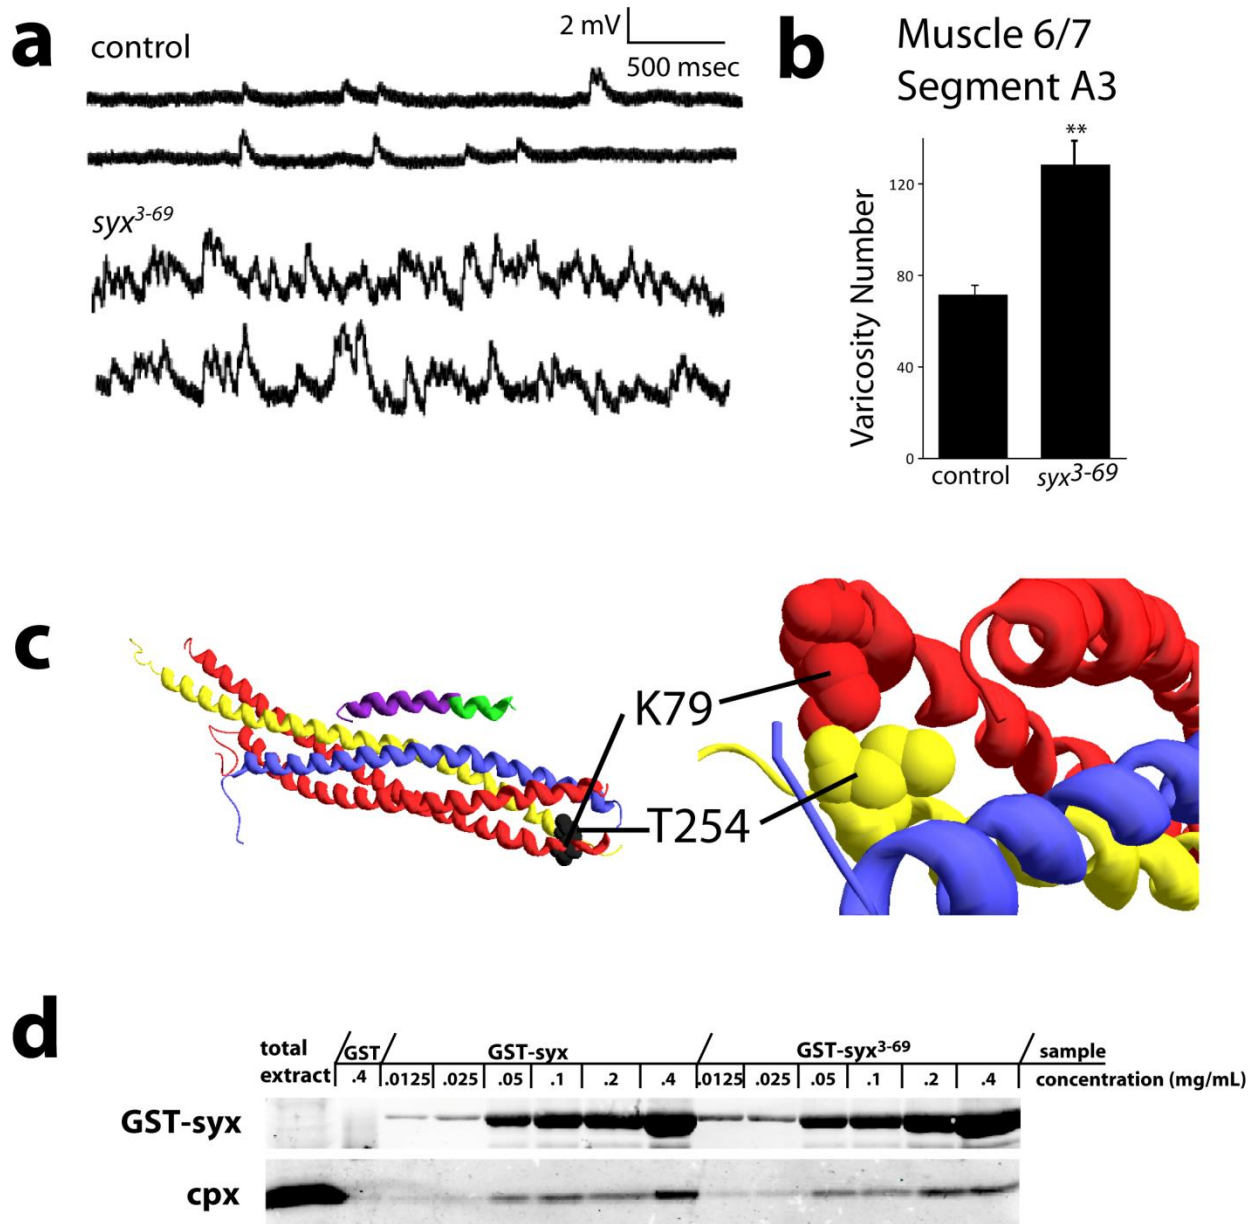 a
control
2 mV
500 msec
syx3-69
b
Muscle 6/7
Segment A3
**
Varicosity Number
120
80
40
0
control
syx3-69
c
K79
T254
d
total
extract
GST
GST-syx
GST-syx3-69
sample
.4
.0125
.025
.05
.1
.2
.4
.0125
.025
.05
.1
.2
.4
concentration (mg/mL)
GST-syx
cpx